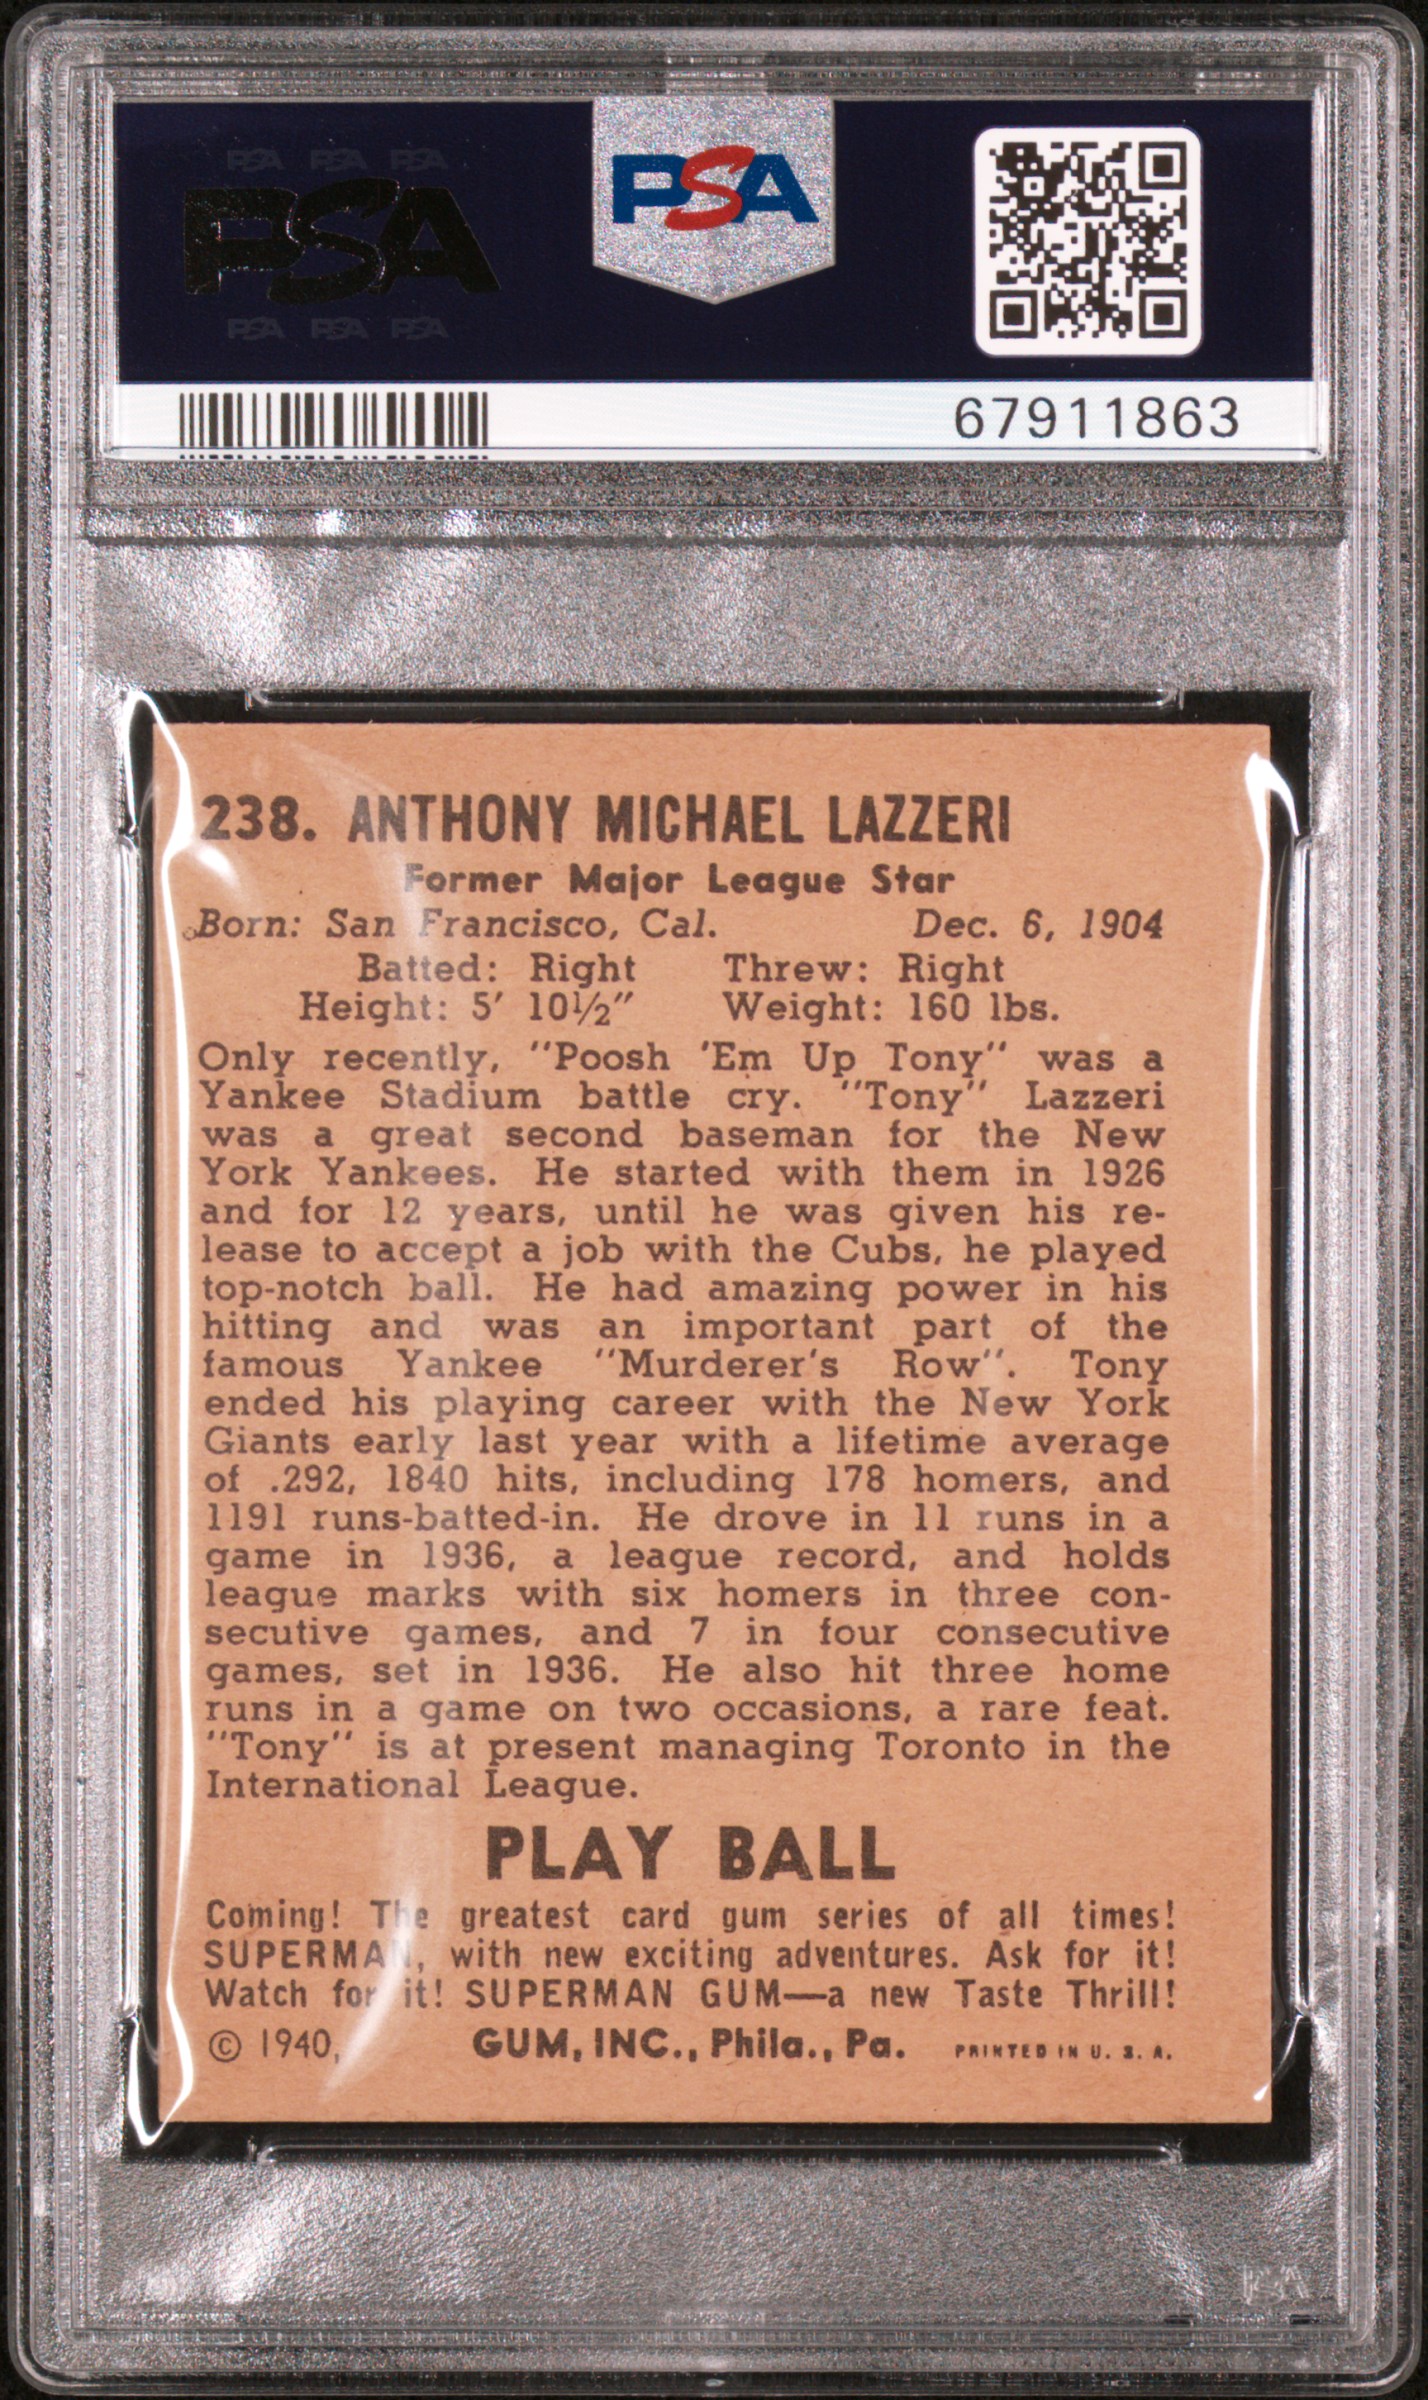 PSA PSA PSA
PSA
PSA PSA PSA
PSA
67911863
238. ANTHONY MICHAEL LAZZERI
Former Major League Star
Born: San Francisco, Cal. Dec. 6, 1904
Batted: Right Threw: Right
Height: 5' 10½" Weight: 160 lbs.
Only recently, "Poosh 'Em Up Tony" was a
Yankee Stadium battle cry. "Tony" Lazzeri
was a great second baseman for the New
York Yankees. He started with them in 1926
and for 12 years, until he was given his re-
lease to accept a job with the Cubs, he played
top-notch ball. He had amazing power in his
hitting and was an important part of the
famous Yankee "Murderer's Row". Tony
ended his playing career with the New York
Giants early last year with a lifetime average
of .292, 1840 hits, including 178 homers, and
1191 runs-batted-in. He drove in 11 runs in a
game in 1936, a league record, and holds
league marks with six homers in three con-
secutive games, and 7 in four consecutive
games, set in 1936. He also hit three home
runs in a game on two occasions, a rare feat.
"Tony" is at present managing Toronto in the
International League.
PLAY BALL
Coming! The greatest card gum series of all times!
SUPERMAN, with new exciting adventures. Ask for it!
Watch for it! SUPERMAN GUM—a new Taste Thrill!
© 1940, GUM, INC., Phila., Pa. PRINTED IN U. S. A.
PSA